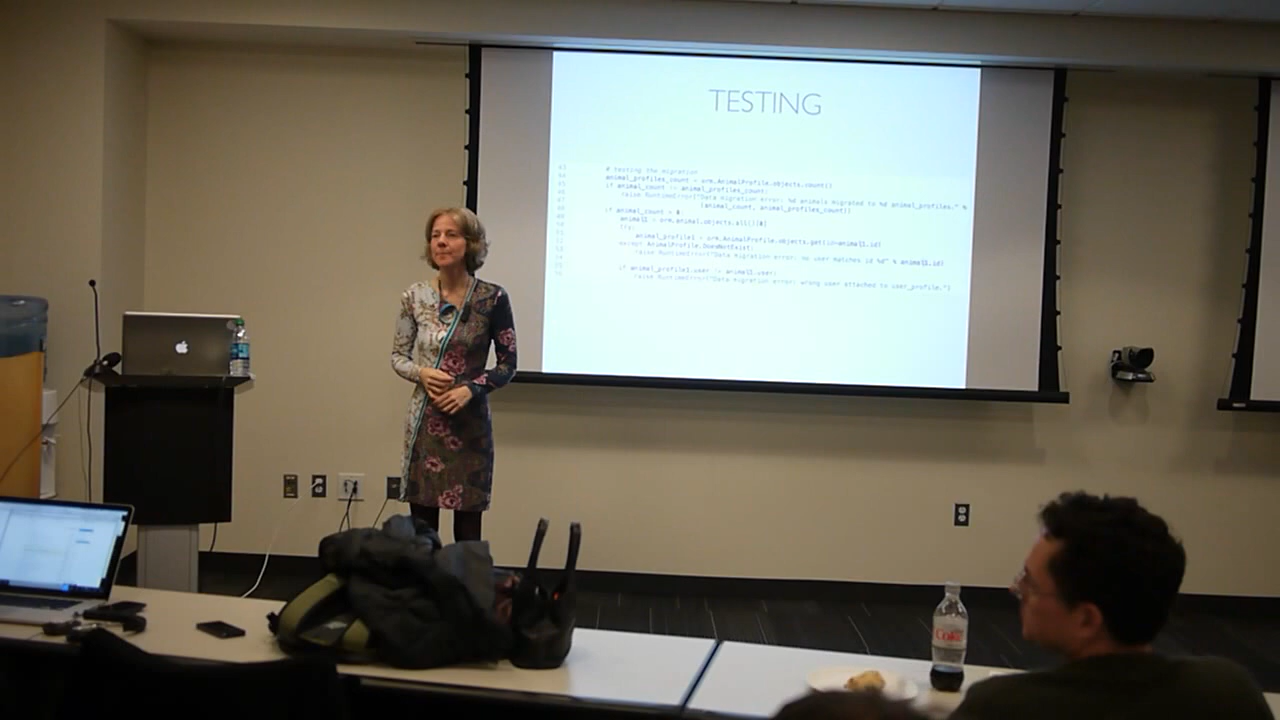 TESTING
# testing the migration
animal_profiles_count = orm.AnimalProfile.objects.count()
if animal_count != animal_profiles_count:
raise RuntimeError("Data migration error: %d animals migrated to %d animal_profiles." %
(animal_count, animal_profiles_count))
if animal_count > 0:
animal1 = orm.animal.objects.all()[0]
try:
animal_profile1 = orm.AnimalProfile.objects.get(id=animal1.id)
except AnimalProfile.DoesNotExist:
raise RuntimeError("Data migration error: no user matches id %d" % animal1.id)
if animal_profile1.user != animal1.user:
raise RuntimeError("Data migration error: wrong user attached to user_profile.")
Coke